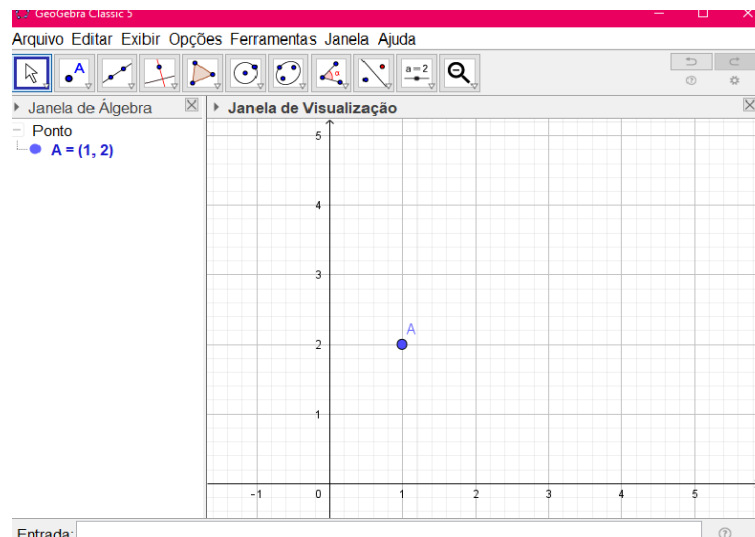 GeoGebra Classic 5
Arquivo Editar Exibir Opções Ferramentas Janela Ajuda
A
α
a=2
Janela de Álgebra
Janela de Visualização
Ponto
A = (1, 2)
5
4
3
2
1
A
-1 0 1 2 3 4 5
Entrada: